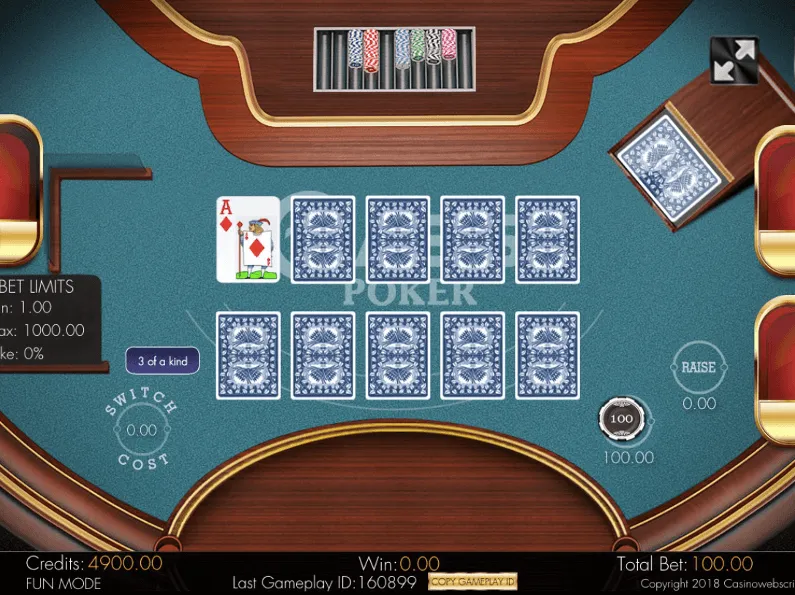 A
POKER
BET LIMITS
n: 1.00
ax: 1000.00
ke: 0%
3 of a kind
SWITCH
0.00
COST
RAISE
0.00
100
100.00
Credits: 4900.00
Win: 0.00
Total Bet: 100.00
FUN MODE
Last Gameplay ID: 160899
COPY GAMEPLAY ID
Copyright 2018 Casinowebscri